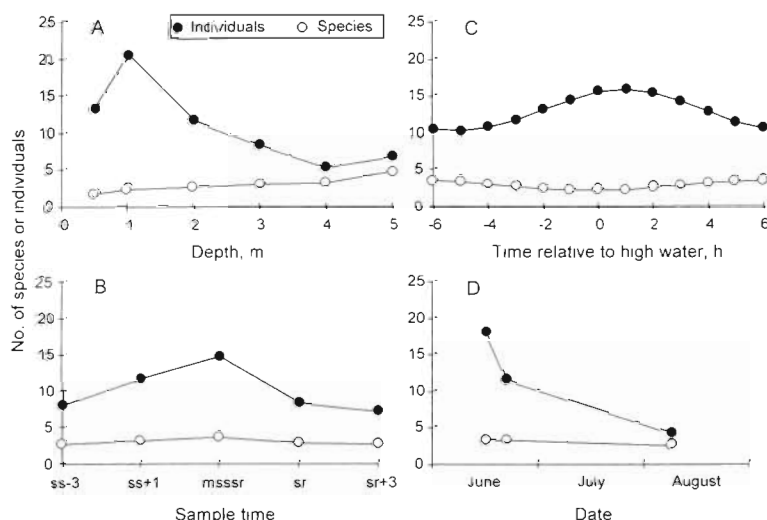 No. of species or individuals
A
Individuals
Species
25
20
15
10
5
0
0
1
2
3
4
5
Depth, m
C
25
20
15
10
5
0
-6
-4
-2
0
2
4
6
Time relative to high water, h
B
25
20
15
10
5
0
ss-3
ss+1
msssr
sr
sr+3
Sample time
D
25
20
15
10
5
0
June
July
August
Date